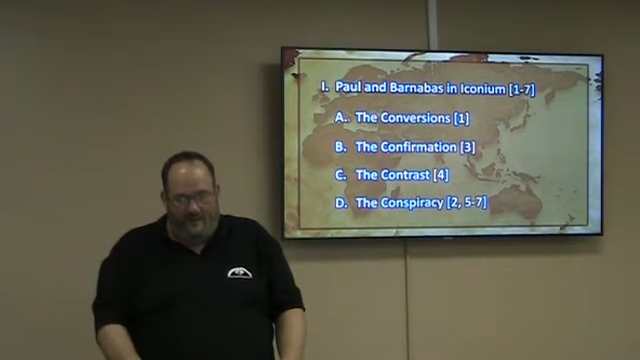 I. Paul and Barnabas in Iconium [1-7]
A. The Conversions [1]
B. The Confirmation [3]
C. The Contrast [4]
D. The Conspiracy [2, 5-7]